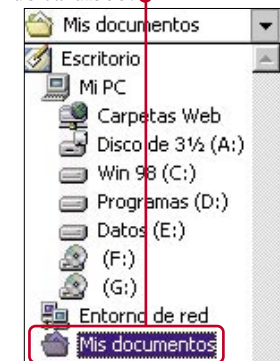 Mis documentos
Escritorio
Mi PC
Carpetas Web
Disco de 3½ (A:)
Win 98 (C:)
Programas (D:)
Datos (E:)
(F:)
(G:)
Entorno de red
Mis documentos